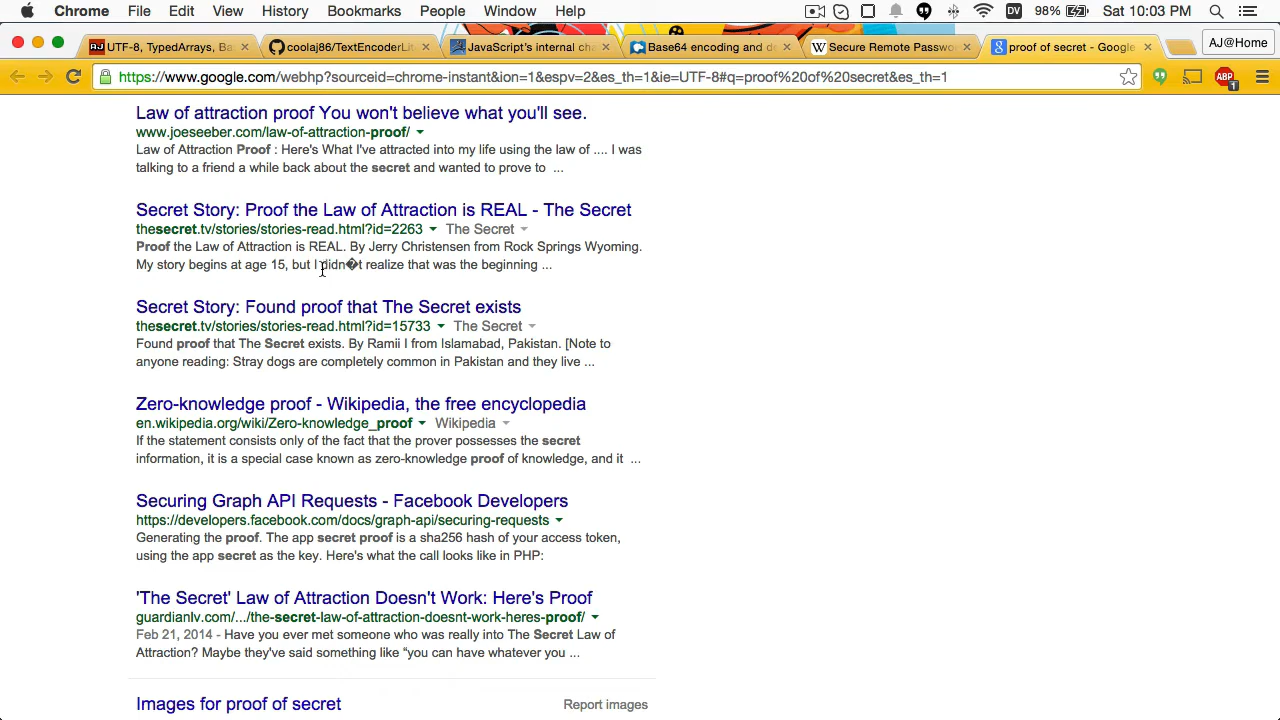 Chrome File Edit View History Bookmarks People Window Help 98% Sat 10:03 PM
UTF-8, TypedArrays, Ba coolaj86/TextEncoderLit JavaScript's internal cha Base64 encoding and de Secure Remote Passwo proof of secret - Google AJ@Home
https://www.google.com/webhp?sourceid=chrome-instant&ion=1&espv=2&es_th=1&ie=UTF-8#q=proof%20of%20secret&es_th=1
Law of attraction proof You won't believe what you'll see.
www.joeseeber.com/law-of-attraction-proof/
Law of Attraction Proof : Here's What I've attracted into my life using the law of .... I was
talking to a friend a while back about the secret and wanted to prove to ...
Secret Story: Proof the Law of Attraction is REAL - The Secret
thesecret.tv/stories/stories-read.html?id=2263 The Secret
Proof the Law of Attraction is REAL. By Jerry Christensen from Rock Springs Wyoming.
My story begins at age 15, but I didn�t realize that was the beginning ...
Secret Story: Found proof that The Secret exists
thesecret.tv/stories/stories-read.html?id=15733 The Secret
Found proof that The Secret exists. By Ramii I from Islamabad, Pakistan. [Note to
anyone reading: Stray dogs are completely common in Pakistan and they live ...
Zero-knowledge proof - Wikipedia, the free encyclopedia
en.wikipedia.org/wiki/Zero-knowledge_proof Wikipedia
If the statement consists only of the fact that the prover possesses the secret
information, it is a special case known as zero-knowledge proof of knowledge, and it ...
Securing Graph API Requests - Facebook Developers
https://developers.facebook.com/docs/graph-api/securing-requests
Generating the proof. The app secret proof is a sha256 hash of your access token,
using the app secret as the key. Here's what the call looks like in PHP:
'The Secret' Law of Attraction Doesn't Work: Here's Proof
guardianlv.com/.../the-secret-law-of-attraction-doesnt-work-heres-proof/
Feb 21, 2014 - Have you ever met someone who was really into The Secret Law of
Attraction? Maybe they've said something like “you can have whatever you ...
Images for proof of secret Report images